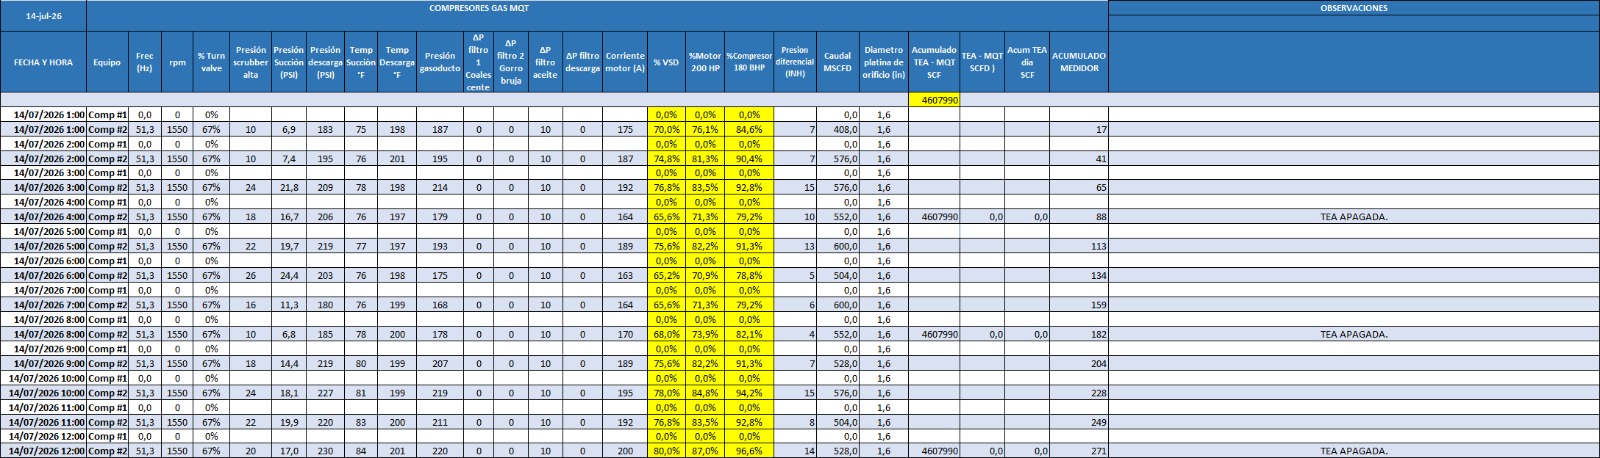 14-jul-26 COMPRESORES GAS MQT OBSERVACIONES
FECHA Y HORA Equipo Frec (Hz) rpm % Turn valve Presión scrubber alta Presión Succión (PSI) Presión descarga (PSI) Temp Succiòn °F Temp Descarga °F Presión gasoducto ΔP filtro 1 Coales cente ΔP filtro 2 Gorro bruja ΔP filtro aceite ΔP filtro descarga Corriente motor (A) % VSD %Motor 200 HP %Compresor 180 BHP Presion diferencial (INH) Caudal MSCFD Diametro platina de orificio (in) Acumulado TEA - MQT SCF TEA - MQT SCFD ) Acum TEA dia SCF ACUMULADO MEDIDOR
4607990
14/07/2026 1:00 Comp #1 0,0 0 0% 0,0% 0,0% 0,0% 0,0 1,6
14/07/2026 1:00 Comp #2 51,3 1550 67% 10 6,9 183 75 198 187 0 0 10 0 175 70,0% 76,1% 84,6% 7 408,0 1,6 17
14/07/2026 2:00 Comp #1 0,0 0 0% 0,0% 0,0% 0,0% 0,0 1,6
14/07/2026 2:00 Comp #2 51,3 1550 67% 10 7,4 195 76 201 195 0 0 10 0 187 74,8% 81,3% 90,4% 7 576,0 1,6 41
14/07/2026 3:00 Comp #1 0,0 0 0% 0,0% 0,0% 0,0% 0,0 1,6
14/07/2026 3:00 Comp #2 51,3 1550 67% 24 21,8 209 78 198 214 0 0 10 0 192 76,8% 83,5% 92,8% 15 576,0 1,6 65
14/07/2026 4:00 Comp #1 0,0 0 0% 0,0% 0,0% 0,0% 0,0 1,6
14/07/2026 4:00 Comp #2 51,3 1550 67% 18 16,7 206 76 197 179 0 0 10 0 164 65,6% 71,3% 79,2% 10 552,0 1,6 4607990 0,0 0,0 88 TEA APAGADA.
14/07/2026 5:00 Comp #1 0,0 0 0% 0,0% 0,0% 0,0% 0,0 1,6
14/07/2026 5:00 Comp #2 51,3 1550 67% 22 19,7 219 77 197 193 0 0 10 0 189 75,6% 82,2% 91,3% 13 600,0 1,6 113
14/07/2026 6:00 Comp #1 0,0 0 0% 0,0% 0,0% 0,0% 0,0 1,6
14/07/2026 6:00 Comp #2 51,3 1550 67% 26 24,4 203 76 198 175 0 0 10 0 163 65,2% 70,9% 78,8% 5 504,0 1,6 134
14/07/2026 7:00 Comp #1 0,0 0 0% 0,0% 0,0% 0,0% 0,0 1,6
14/07/2026 7:00 Comp #2 51,3 1550 67% 16 11,3 180 76 199 168 0 0 10 0 164 65,6% 71,3% 79,2% 6 600,0 1,6 159
14/07/2026 8:00 Comp #1 0,0 0 0% 0,0% 0,0% 0,0% 0,0 1,6
14/07/2026 8:00 Comp #2 51,3 1550 67% 10 6,8 185 78 200 178 0 0 10 0 170 68,0% 73,9% 82,1% 4 552,0 1,6 4607990 0,0 0,0 182 TEA APAGADA.
14/07/2026 9:00 Comp #1 0,0 0 0% 0,0% 0,0% 0,0% 0,0 1,6
14/07/2026 9:00 Comp #2 51,3 1550 67% 18 14,4 219 80 199 207 0 0 10 0 189 75,6% 82,2% 91,3% 7 528,0 1,6 204
14/07/2026 10:00 Comp #1 0,0 0 0% 0,0% 0,0% 0,0% 0,0 1,6
14/07/2026 10:00 Comp #2 51,3 1550 67% 24 18,1 227 81 199 219 0 0 10 0 195 78,0% 84,8% 94,2% 15 576,0 1,6 228
14/07/2026 11:00 Comp #1 0,0 0 0% 0,0% 0,0% 0,0% 0,0 1,6
14/07/2026 11:00 Comp #2 51,3 1550 67% 22 19,9 220 83 200 211 0 0 10 0 192 76,8% 83,5% 92,8% 8 504,0 1,6 249
14/07/2026 12:00 Comp #1 0,0 0 0% 0,0% 0,0% 0,0% 0,0 1,6
14/07/2026 12:00 Comp #2 51,3 1550 67% 20 17,0 230 84 201 220 0 0 10 0 200 80,0% 87,0% 96,6% 14 528,0 1,6 4607990 0,0 0,0 271 TEA APAGADA.